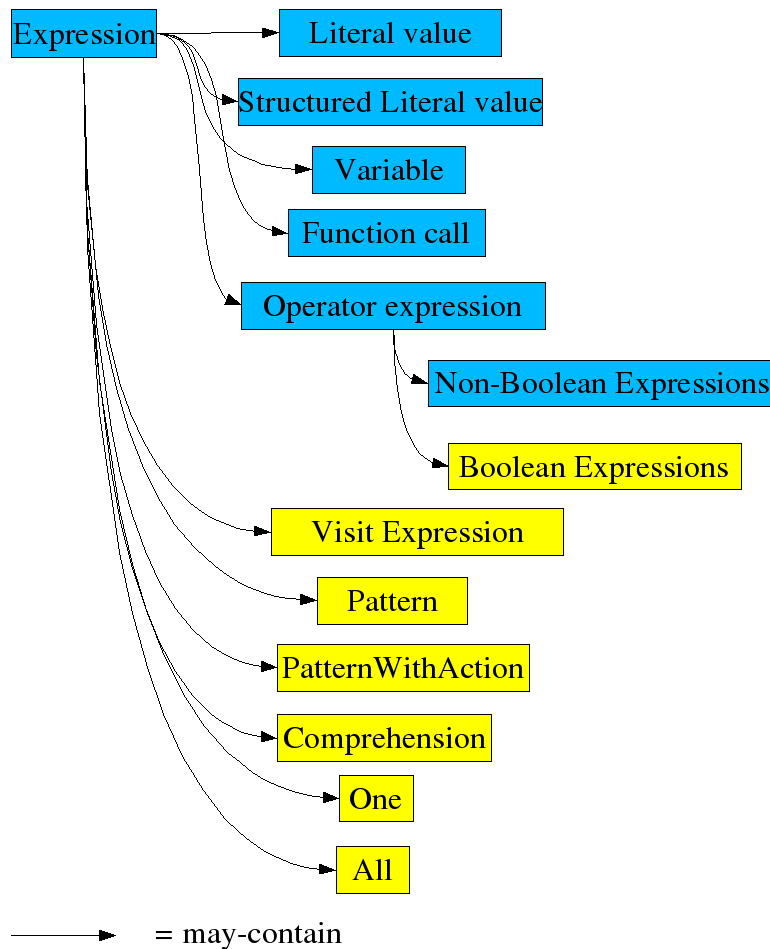 Expression
Literal value
Structured Literal value
Variable
Function call
Operator expression
Non-Boolean Expressions
Boolean Expressions
Visit Expression
Pattern
PatternWithAction
Comprehension
One
All
= may-contain